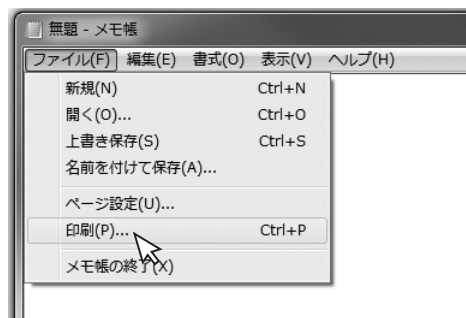 無題 - メモ帳
ファイル(F) 編集(E) 書式(O) 表示(V) ヘルプ(H)
新規(N) Ctrl+N
開く(O)... Ctrl+O
上書き保存(S) Ctrl+S
名前を付けて保存(A)...
ページ設定(U)...
印刷(P)... Ctrl+P
メモ帳の終了(X)